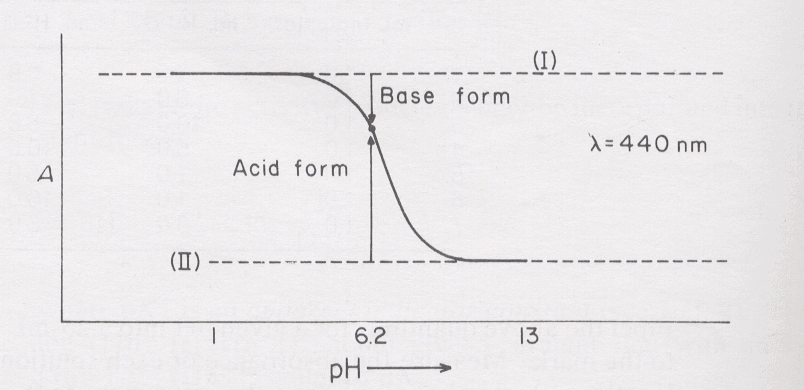 (I)
Base form
λ=440 nm
Acid form
A
(II)
1 6.2 13
pH